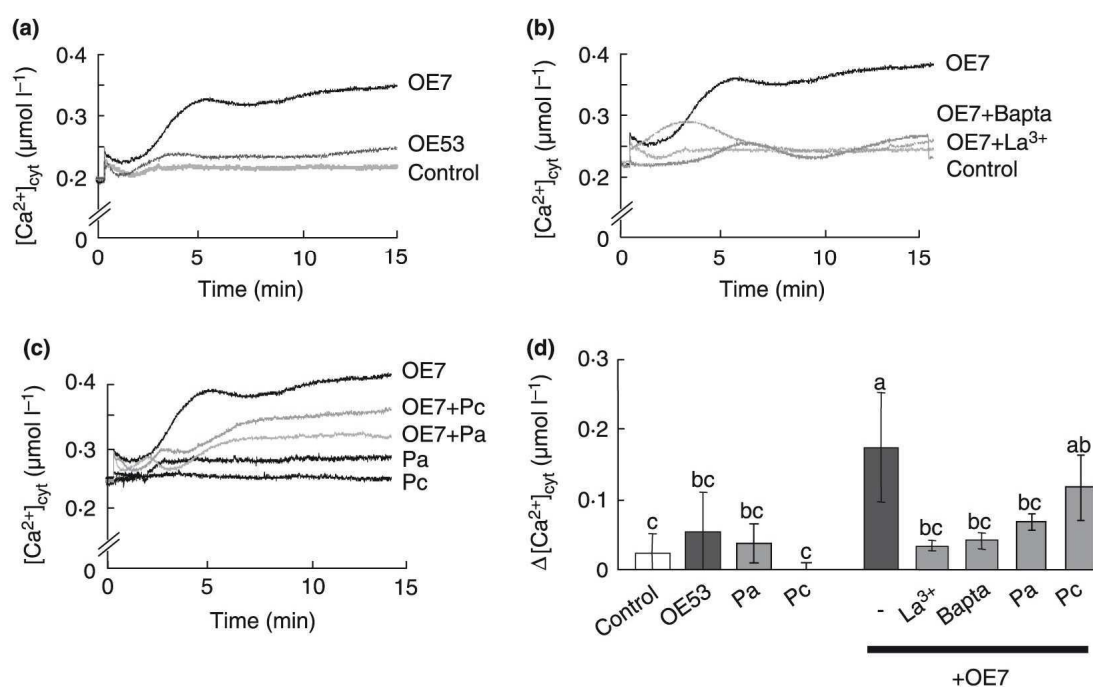 (a)
0·4
0·3
0·2
0
[Ca²⁺]cyt (μmol l⁻¹)
OE7
OE53
Control
0
5
10
15
Time (min)
(b)
0·4
0·3
0·2
0
[Ca²⁺]cyt (μmol l⁻¹)
OE7
OE7+Bapta
OE7+La³⁺
Control
0
5
10
15
Time (min)
(c)
0·4
0·3
0·2
0
[Ca²⁺]cyt (μmol l⁻¹)
OE7
OE7+Pc
OE7+Pa
Pa
Pc
0
5
10
15
Time (min)
(d)
0·3
0·2
0·1
0
Δ[Ca²⁺]cyt (μmol l⁻¹)
c
bc
bc
c
a
bc
bc
bc
ab
Control
OE53
Pa
Pc
-
La³⁺
Bapta
Pa
Pc
+OE7